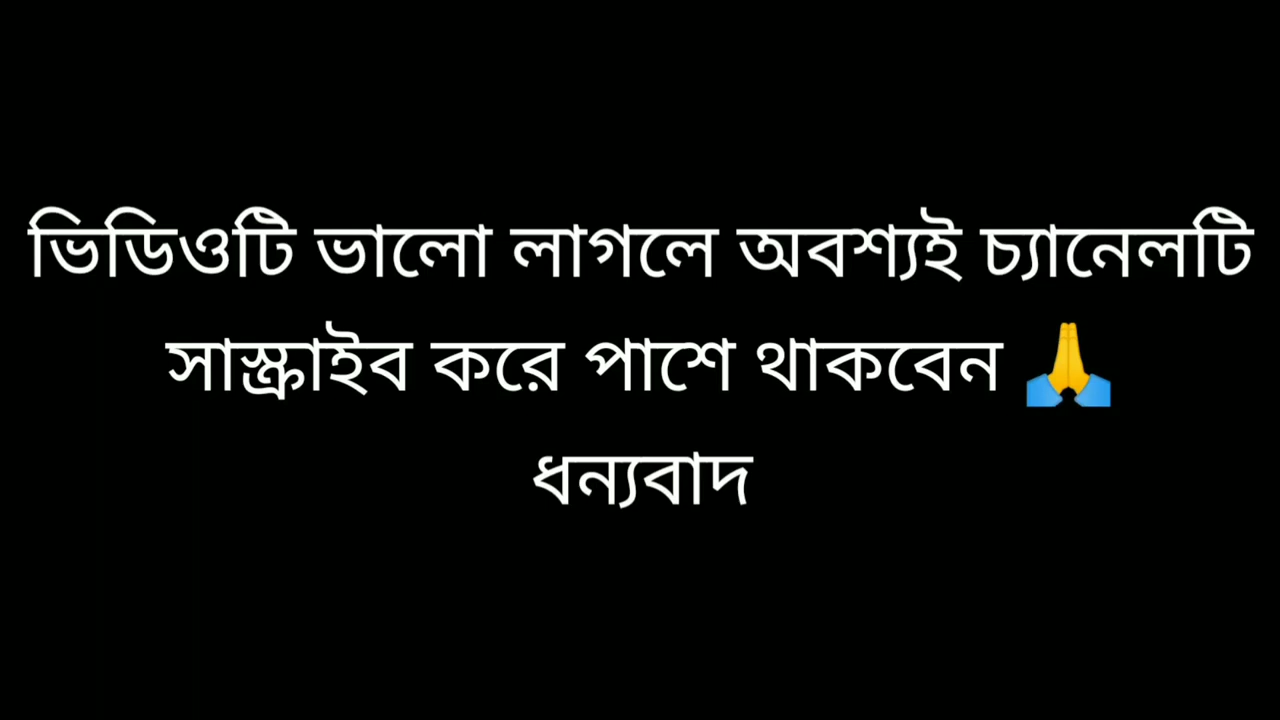 ভিডিওটি ভালো লাগলে অবশ্যই চ্যানেলটি
সাস্ক্রাইব করে পাশে থাকবেন 🙏
ধন্যবাদ